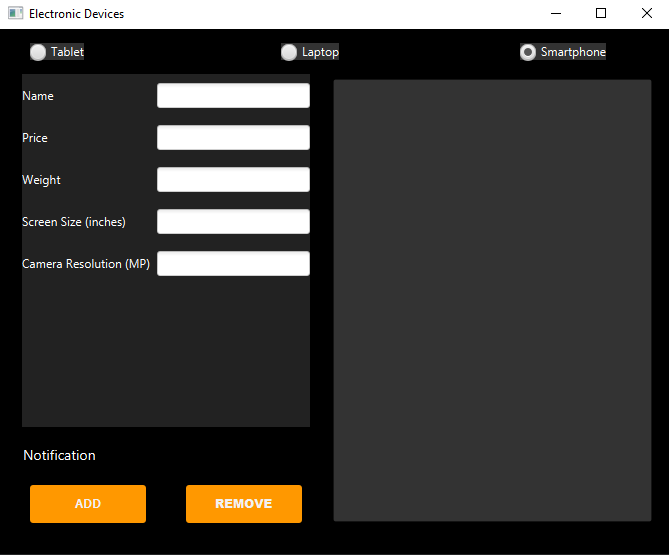 Electronic Devices
Tablet Laptop Smartphone
Name
Price
Weight
Screen Size (inches)
Camera Resolution (MP)
Notification
ADD REMOVE